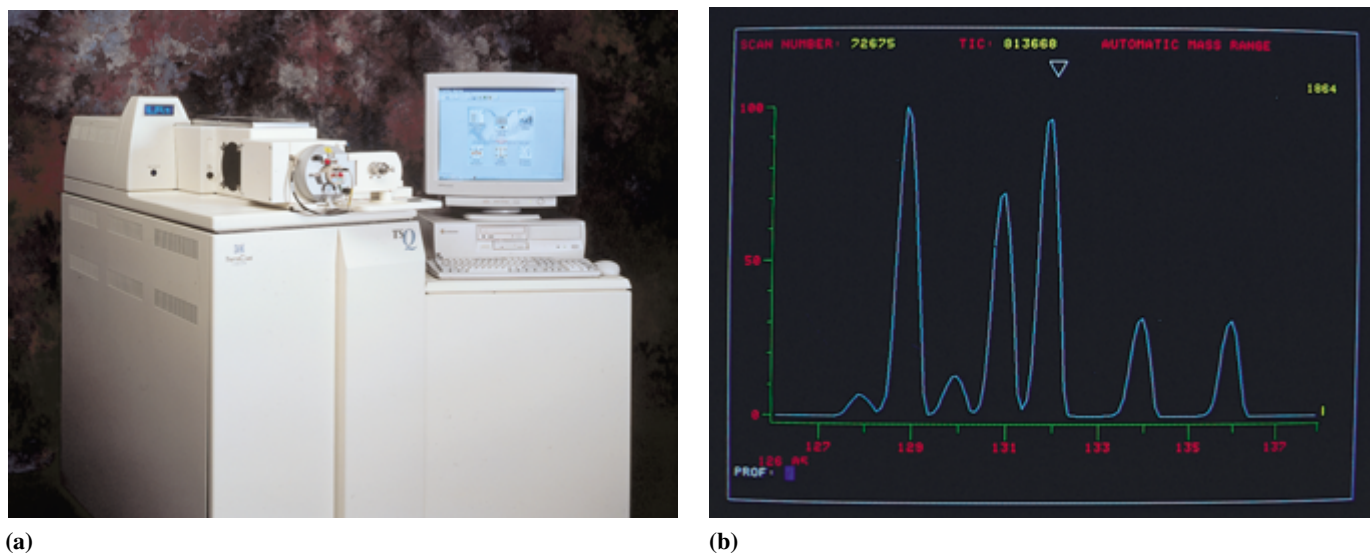 TSQ
SCAN NUMBER: 72675 TIC: 813668 AUTOMATIC MASS RANGE
1864
100
50
0
127 129 131 133 135 137
PROF:
(a)
(b)